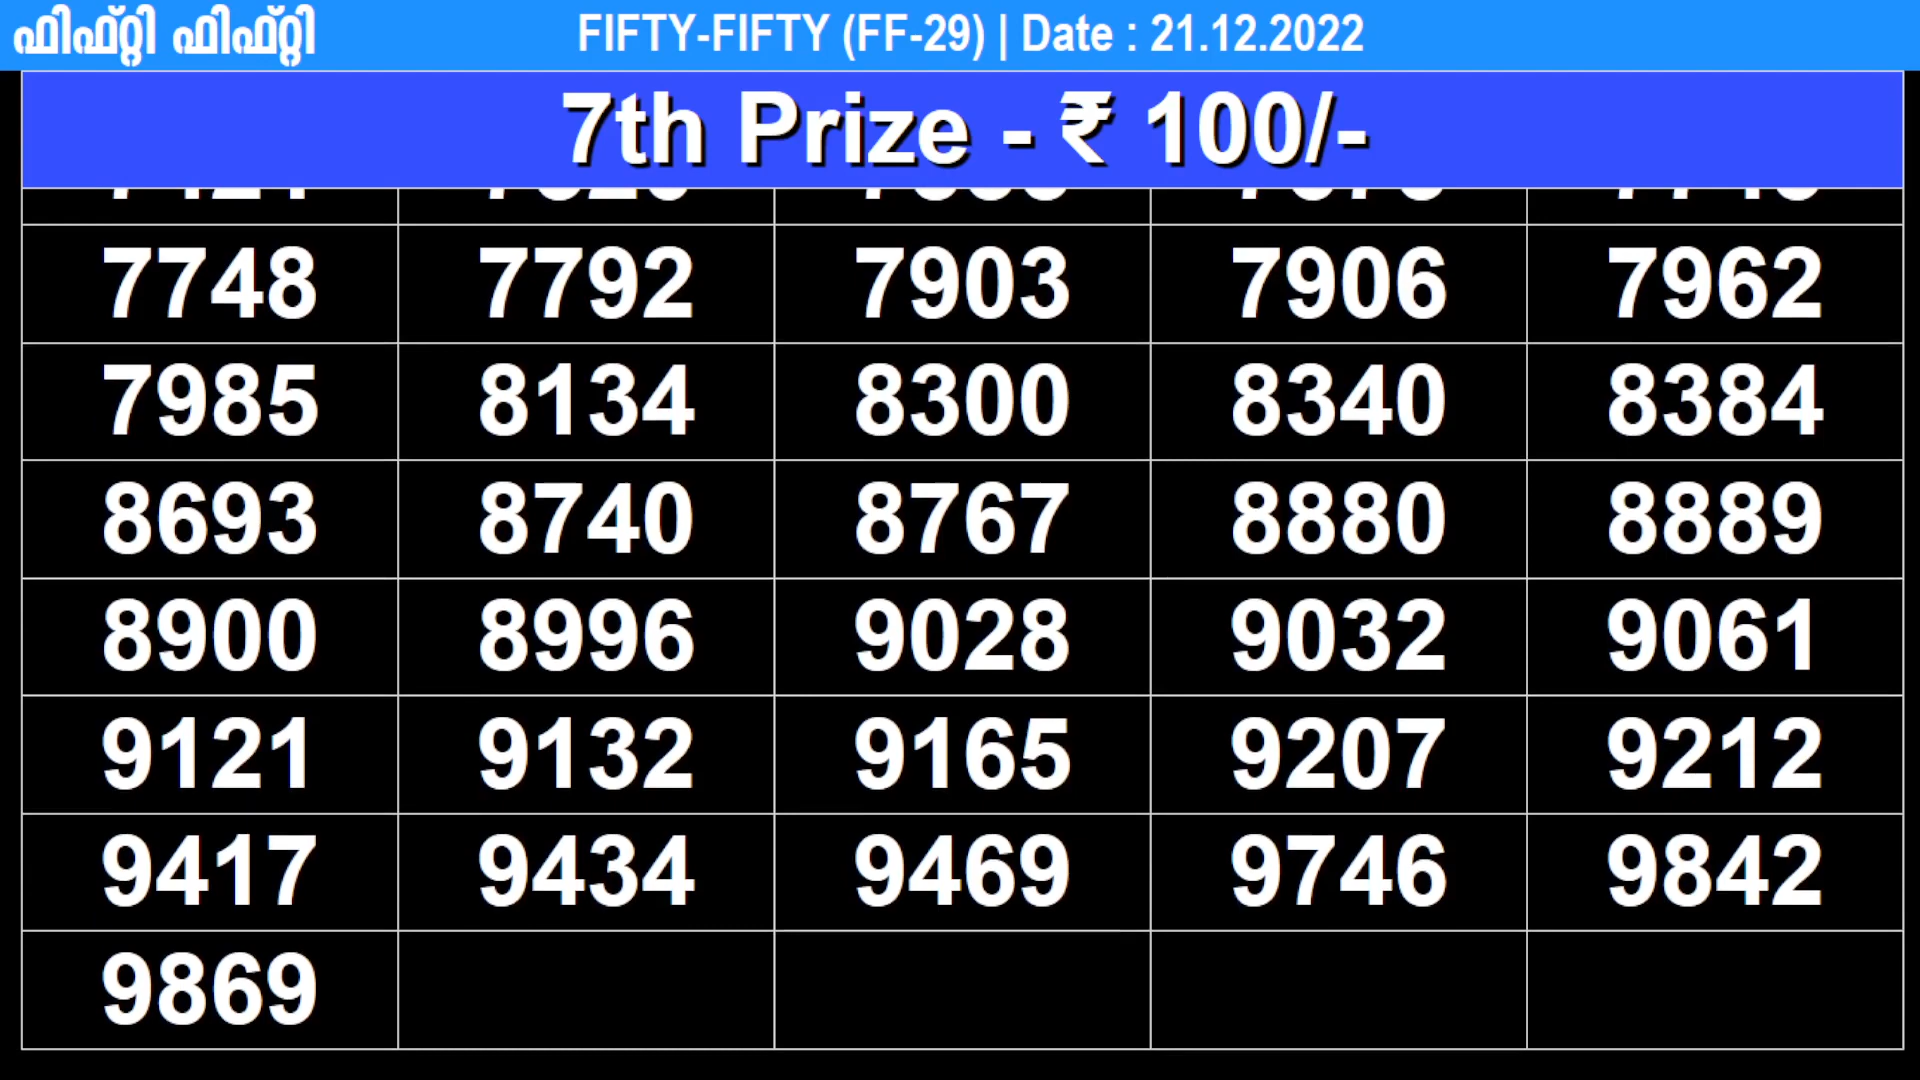 ഫിഫ്റ്റി ഫിഫ്റ്റി FIFTY-FIFTY (FF-29) | Date : 21.12.2022
7th Prize - ₹ 100/-
7748 7792 7903 7906 7962
7985 8134 8300 8340 8384
8693 8740 8767 8880 8889
8900 8996 9028 9032 9061
9121 9132 9165 9207 9212
9417 9434 9469 9746 9842
9869